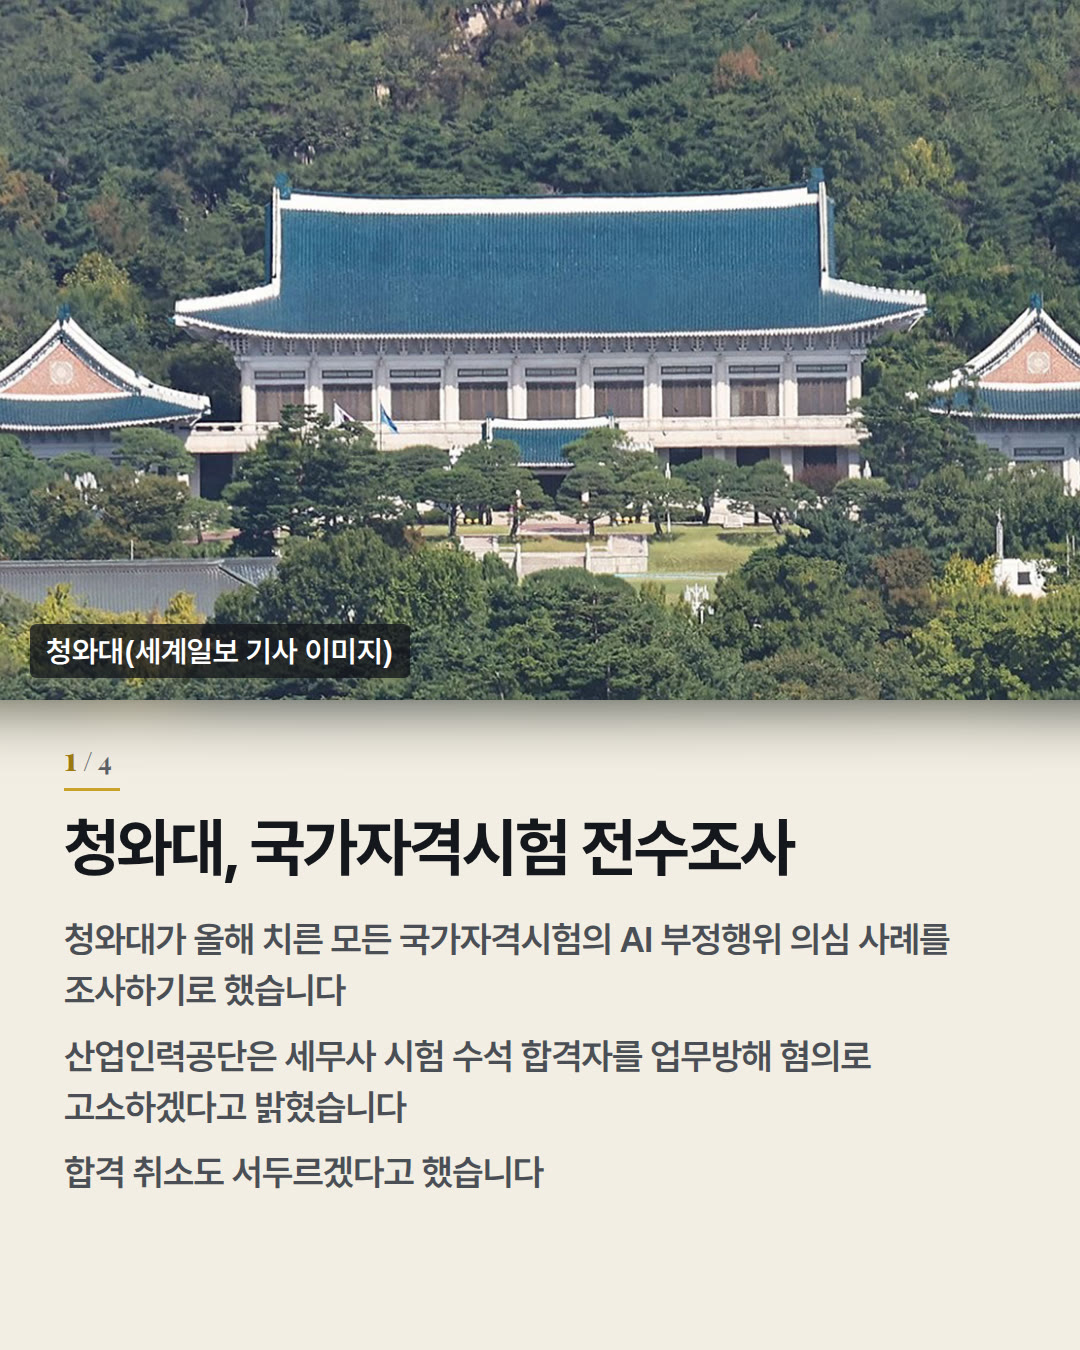 청와대(세계일보 기사 이미지)
1 / 4
청와대, 국가자격시험 전수조사
청와대가 올해 치른 모든 국가자격시험의 AI 부정행위 의심 사례를
조사하기로 했습니다
산업인력공단은 세무사 시험 수석 합격자를 업무방해 혐의로
고소하겠다고 밝혔습니다
합격 취소도 서두르겠다고 했습니다